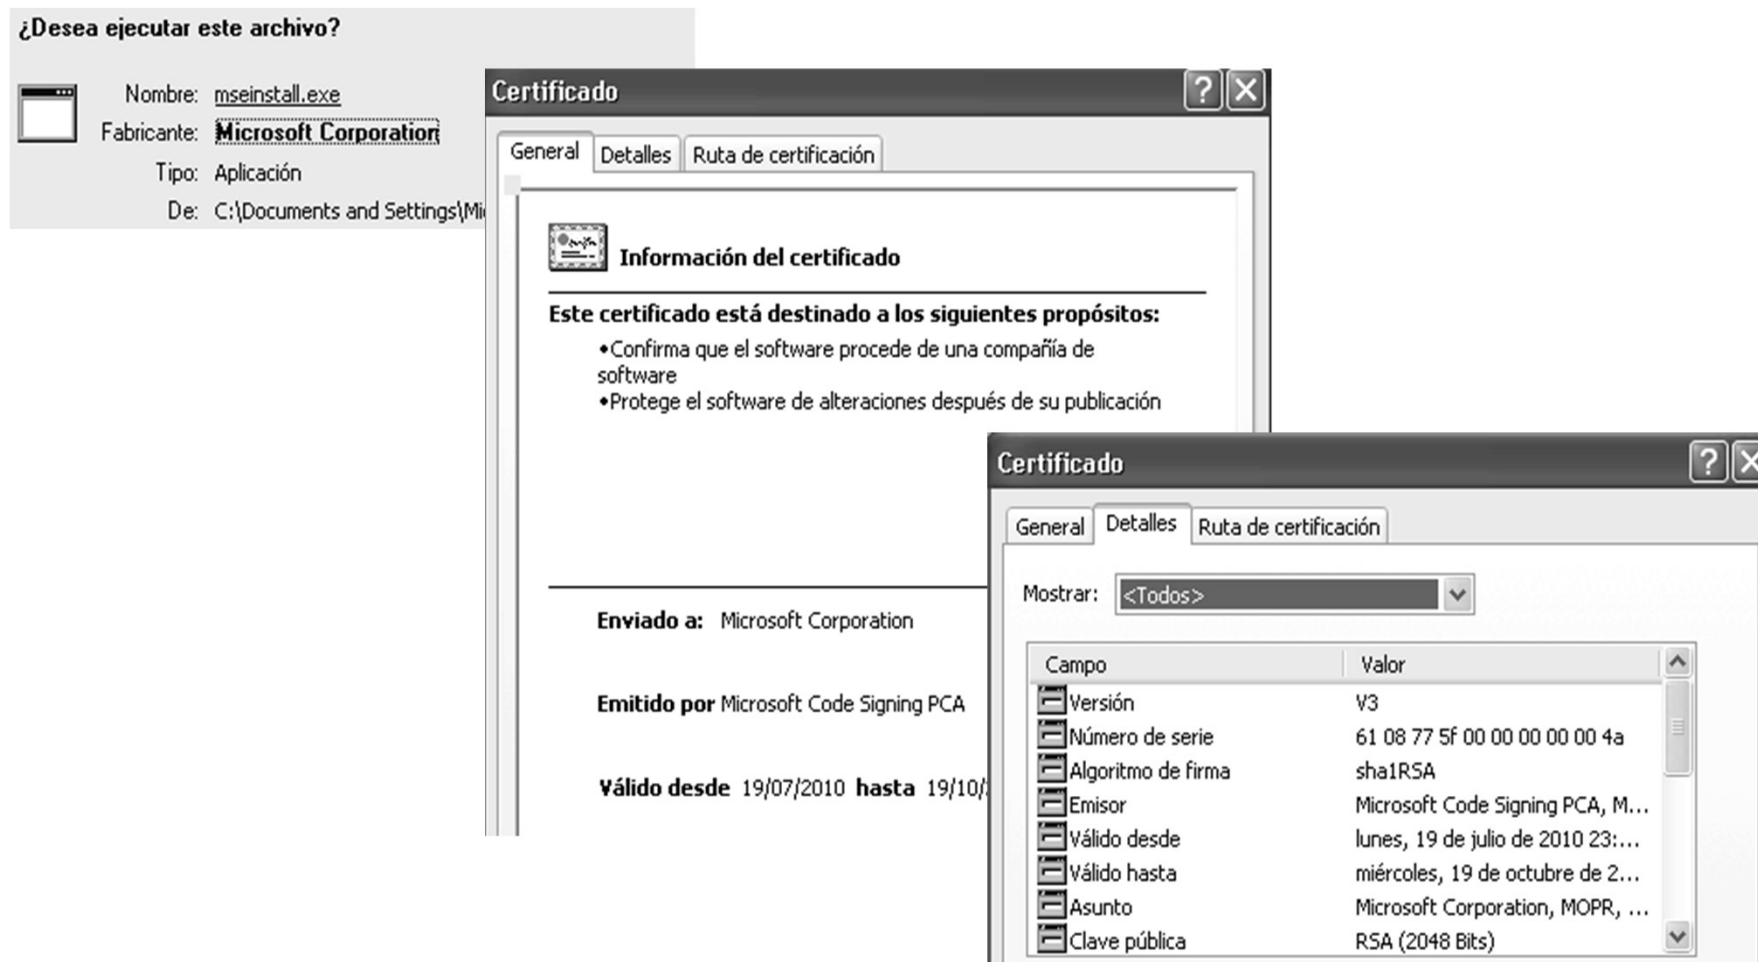 ¿Desea ejecutar este archivo?
Nombre: mseinstall.exe
Fabricante: Microsoft Corporation
Tipo: Aplicación
De: C:\Documents and Settings\Mi
Certificado
General Detalles Ruta de certificación
Información del certificado
Este certificado está destinado a los siguientes propósitos:
•Confirma que el software procede de una compañía de
software
•Protege el software de alteraciones después de su publicación
Enviado a: Microsoft Corporation
Emitido por Microsoft Code Signing PCA
Válido desde 19/07/2010 hasta 19/10/
Certificado
General Detalles Ruta de certificación
Mostrar: <Todos>
Campo Valor
Versión V3
Número de serie 61 08 77 5f 00 00 00 00 00 4a
Algoritmo de firma sha1RSA
Emisor Microsoft Code Signing PCA, M...
Válido desde lunes, 19 de julio de 2010 23:...
Válido hasta miércoles, 19 de octubre de 2...
Asunto Microsoft Corporation, MOPR, ...
Clave pública RSA (2048 Bits)